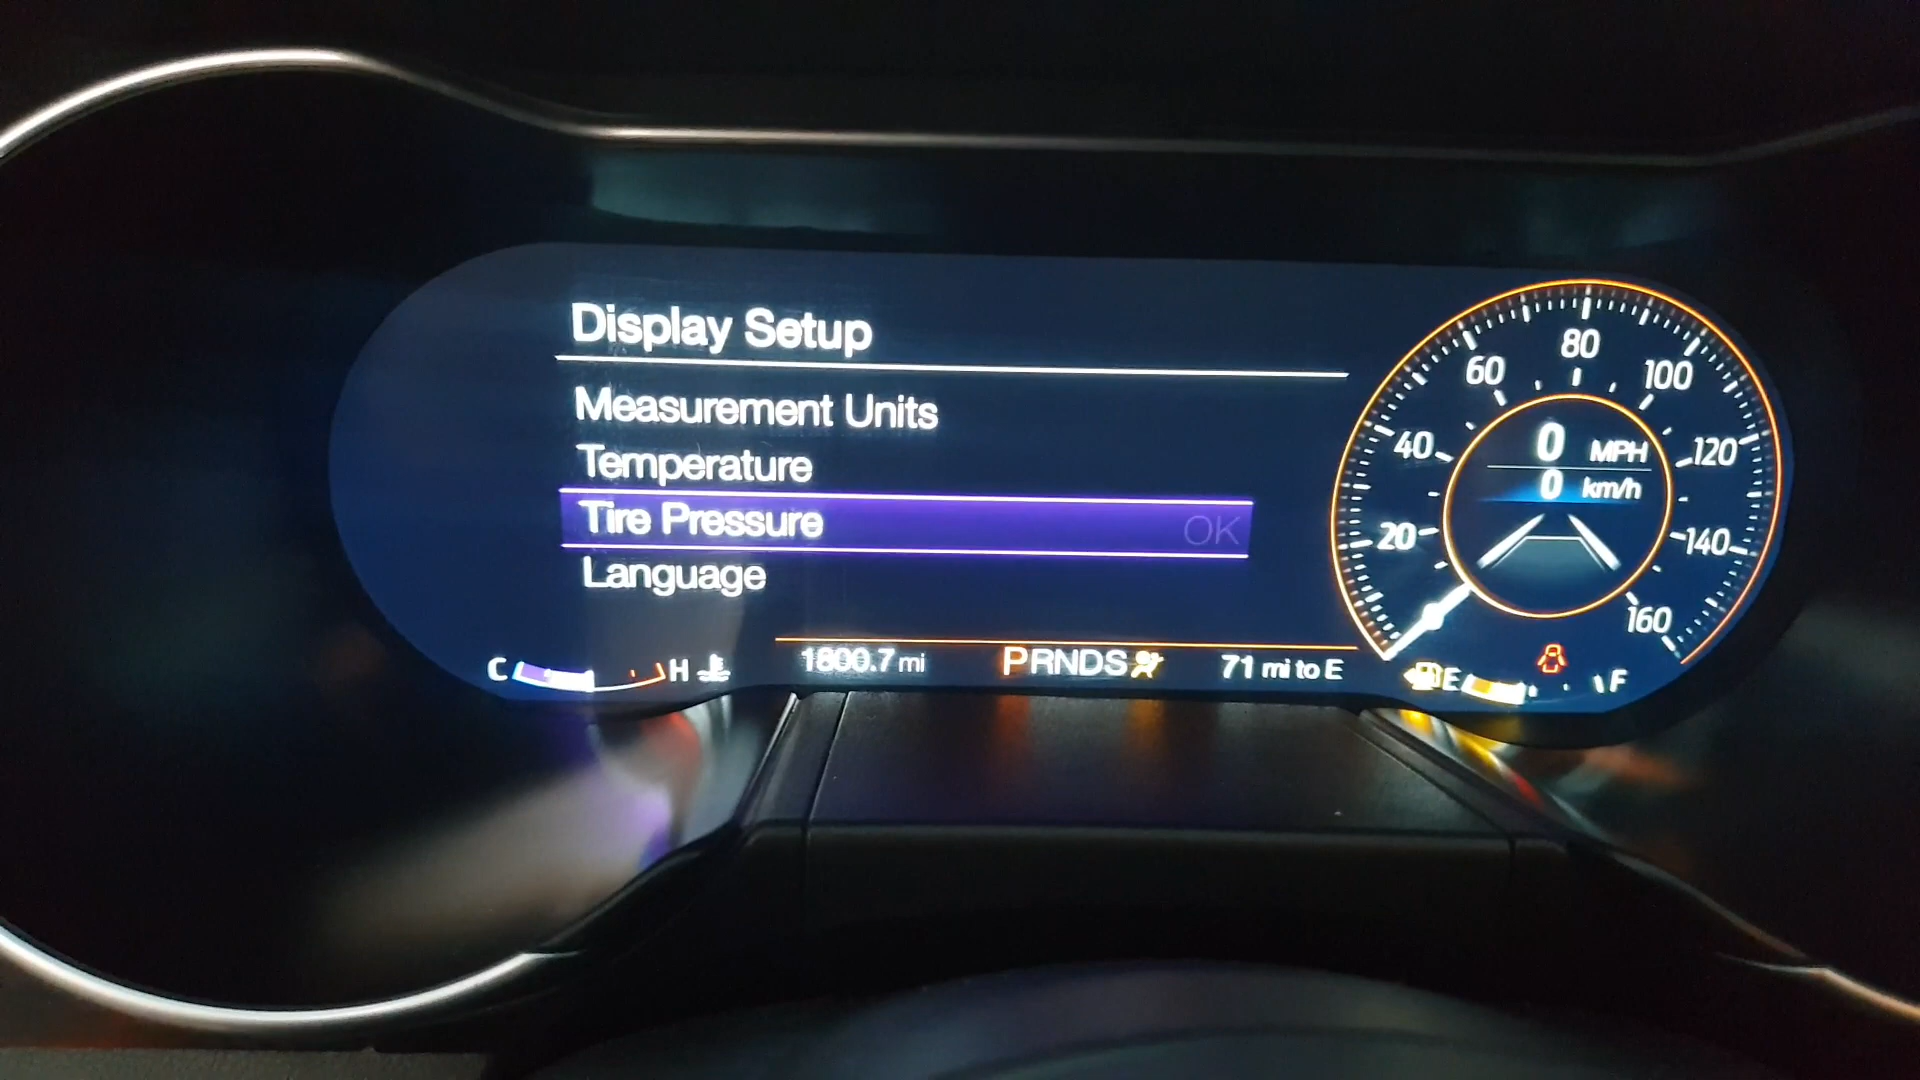 Display Setup
Measurement Units
Temperature
Tire Pressure OK
Language
C H
1800.7 mi
PRNDS
71 mi to E
E F
20 40 60 80 100 120 140 160
0 MPH
0 km/h